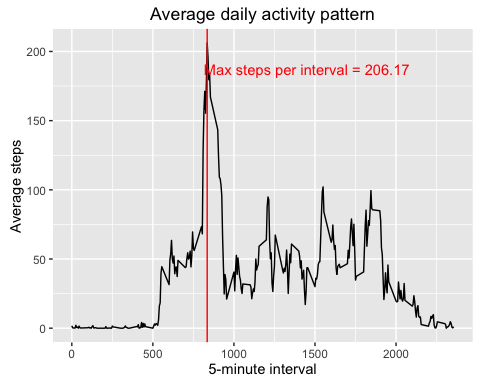 Average daily activity pattern
Max steps per interval = 206.17
Average steps
200
150
100
50
0
0 500 1000 1500 2000
5-minute interval